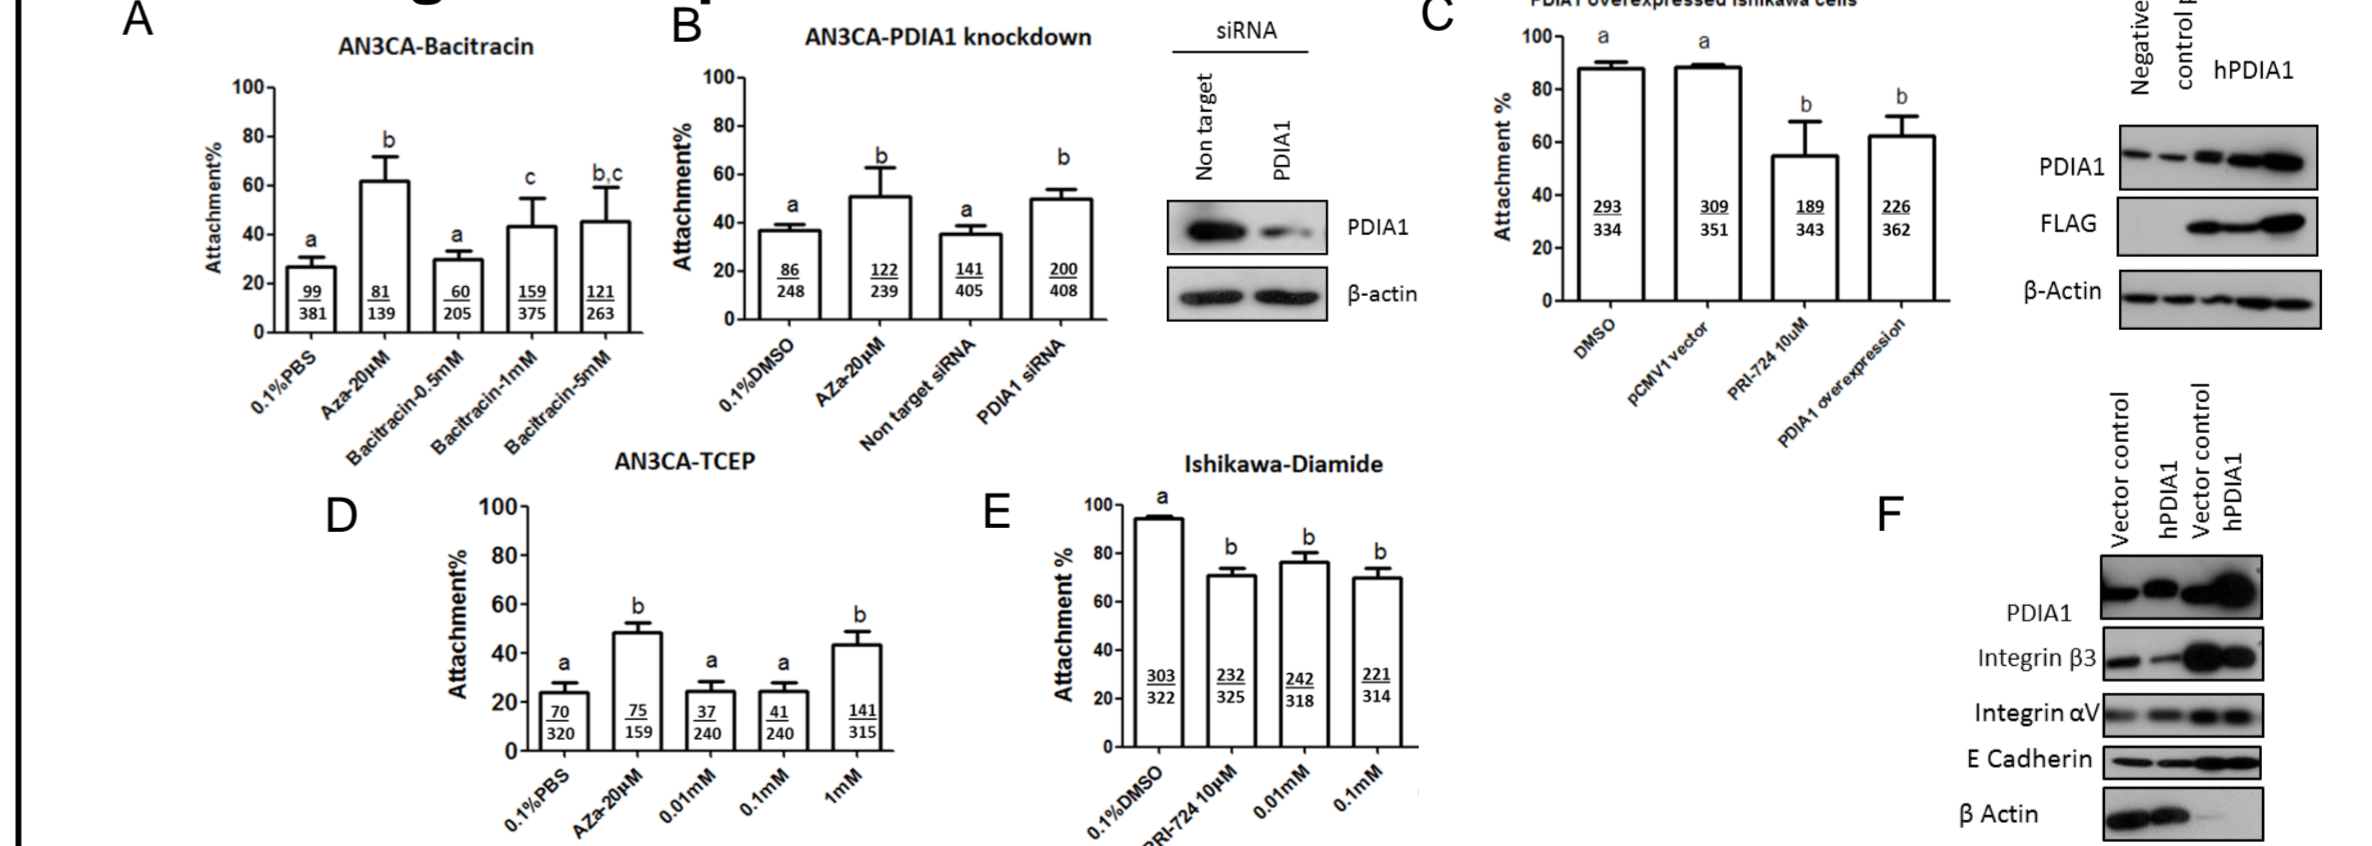 A
AN3CA-Bacitracin
Attachment%
100
80
60
40
20
0
a
b
a
c
b,c
99
381
81
139
60
205
159
375
121
263
0.1%PBS
Aza-20µM
Bacitracin-0.5mM
Bacitracin-1mM
Bacitracin-5mM
B
AN3CA-PDIA1 knockdown
Attachment%
100
80
60
40
20
0
a
b
a
b
86
248
122
239
141
405
200
408
0.1%DMSO
AZa-20µM
Non target siRNA
PDIA1 siRNA
siRNA
Non target
PDIA1
PDIA1
β-actin
C
PDIA1 overexpressed Ishikawa cells
Attachment %
100
80
60
40
20
0
a
a
b
b
293
334
309
351
189
343
226
362
DMSO
pCMV1 vector
PRI-724 10uM
PDIA1 overexpression
Negative
control
hPDIA1
PDIA1
FLAG
β-Actin
D
AN3CA-TCEP
Attachment%
100
80
60
40
20
0
a
b
a
a
b
70
320
75
159
37
240
41
240
141
315
0.1%PBS
AZa-20µM
0.01mM
0.1mM
1mM
E
Ishikawa-Diamide
Attachment %
100
80
60
40
20
0
a
b
b
b
303
322
232
325
242
318
221
314
0.1%DMSO
PRI-724 10µM
0.01mM
0.1mM
F
Vector control
hPDIA1
Vector control
hPDIA1
PDIA1
Integrin β3
Integrin αV
E Cadherin
β Actin